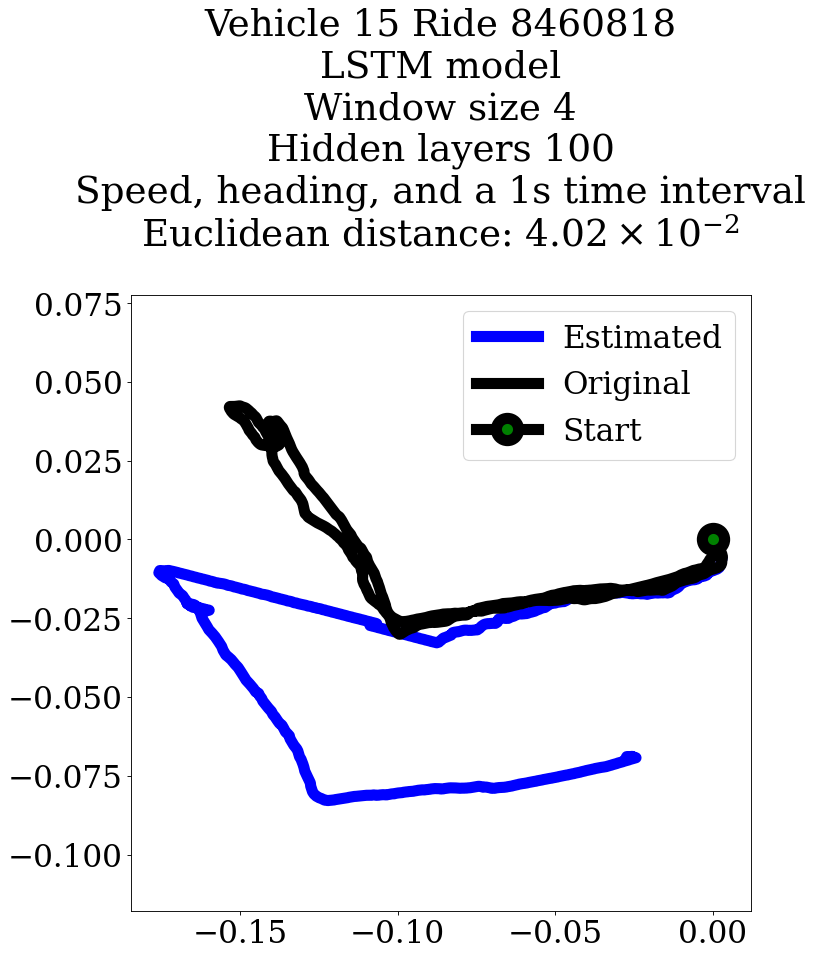 Vehicle 15 Ride 8460818
LSTM model
Window size 4
Hidden layers 100
Speed, heading, and a 1s time interval
Euclidean distance: 4.02 × 10⁻²
Estimated
Original
Start
0.075
0.050
0.025
0.000
−0.025
−0.050
−0.075
−0.100
−0.15 −0.10 −0.05 0.00